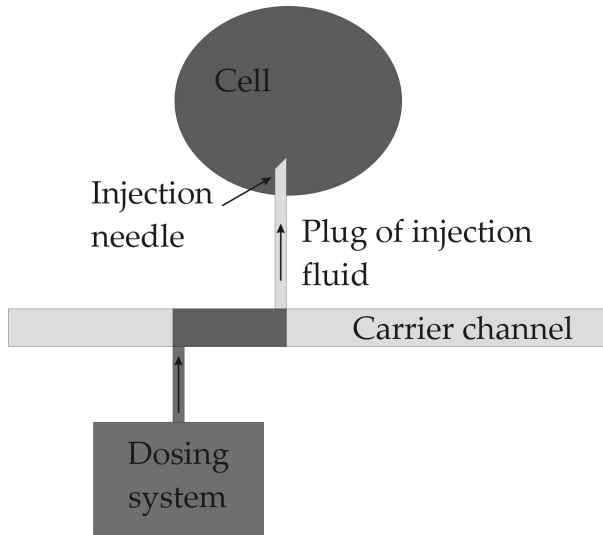 Cell
Injection
needle
Plug of injection
fluid
Carrier channel
Dosing
system